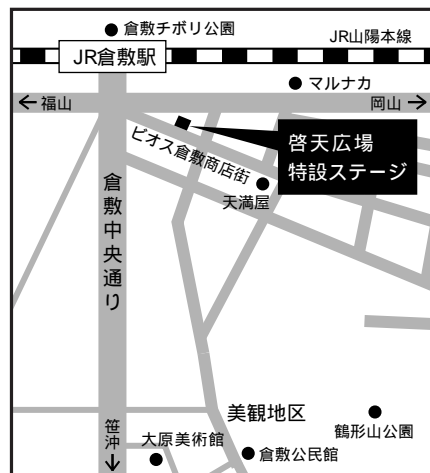 倉敷チボリ公園
JR山陽本線
JR倉敷駅
マルナカ
←福山
岡山→
啓天広場
特設ステージ
ビオス倉敷商店街
天満屋
倉敷中央通り
美観地区
鶴形山公園
笹沖
大原美術館
倉敷公民館